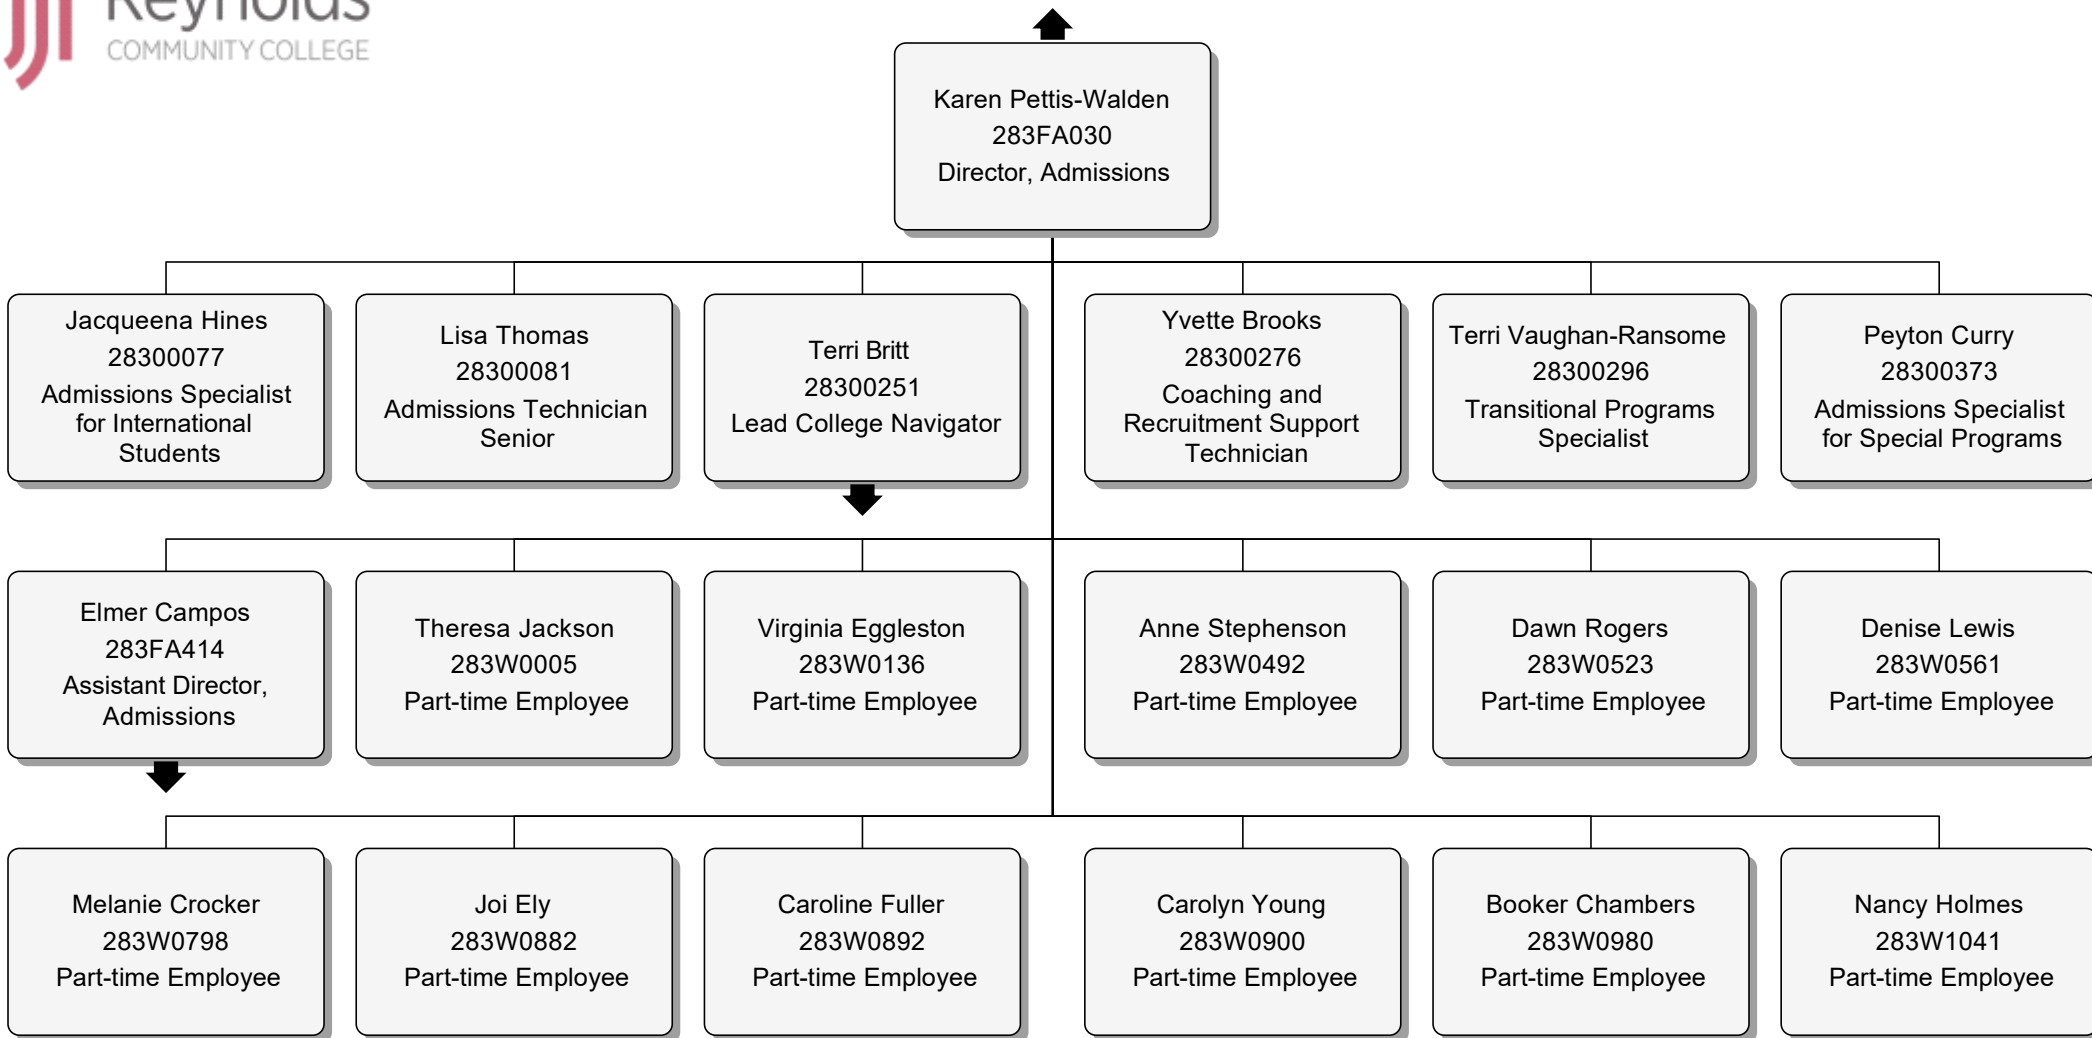 Reynolds
COMMUNITY COLLEGE
Karen Pettis-Walden
283FA030
Director, Admissions
Jacqueena Hines
28300077
Admissions Specialist
for International
Students
Lisa Thomas
28300081
Admissions Technician
Senior
Terri Britt
28300251
Lead College Navigator
Yvette Brooks
28300276
Coaching and
Recruitment Support
Technician
Terri Vaughan-Ransome
28300296
Transitional Programs
Specialist
Peyton Curry
28300373
Admissions Specialist
for Special Programs
Elmer Campos
283FA414
Assistant Director,
Admissions
Theresa Jackson
283W0005
Part-time Employee
Virginia Eggleston
283W0136
Part-time Employee
Anne Stephenson
283W0492
Part-time Employee
Dawn Rogers
283W0523
Part-time Employee
Denise Lewis
283W0561
Part-time Employee
Melanie Crocker
283W0798
Part-time Employee
Joi Ely
283W0882
Part-time Employee
Caroline Fuller
283W0892
Part-time Employee
Carolyn Young
283W0900
Part-time Employee
Booker Chambers
283W0980
Part-time Employee
Nancy Holmes
283W1041
Part-time Employee